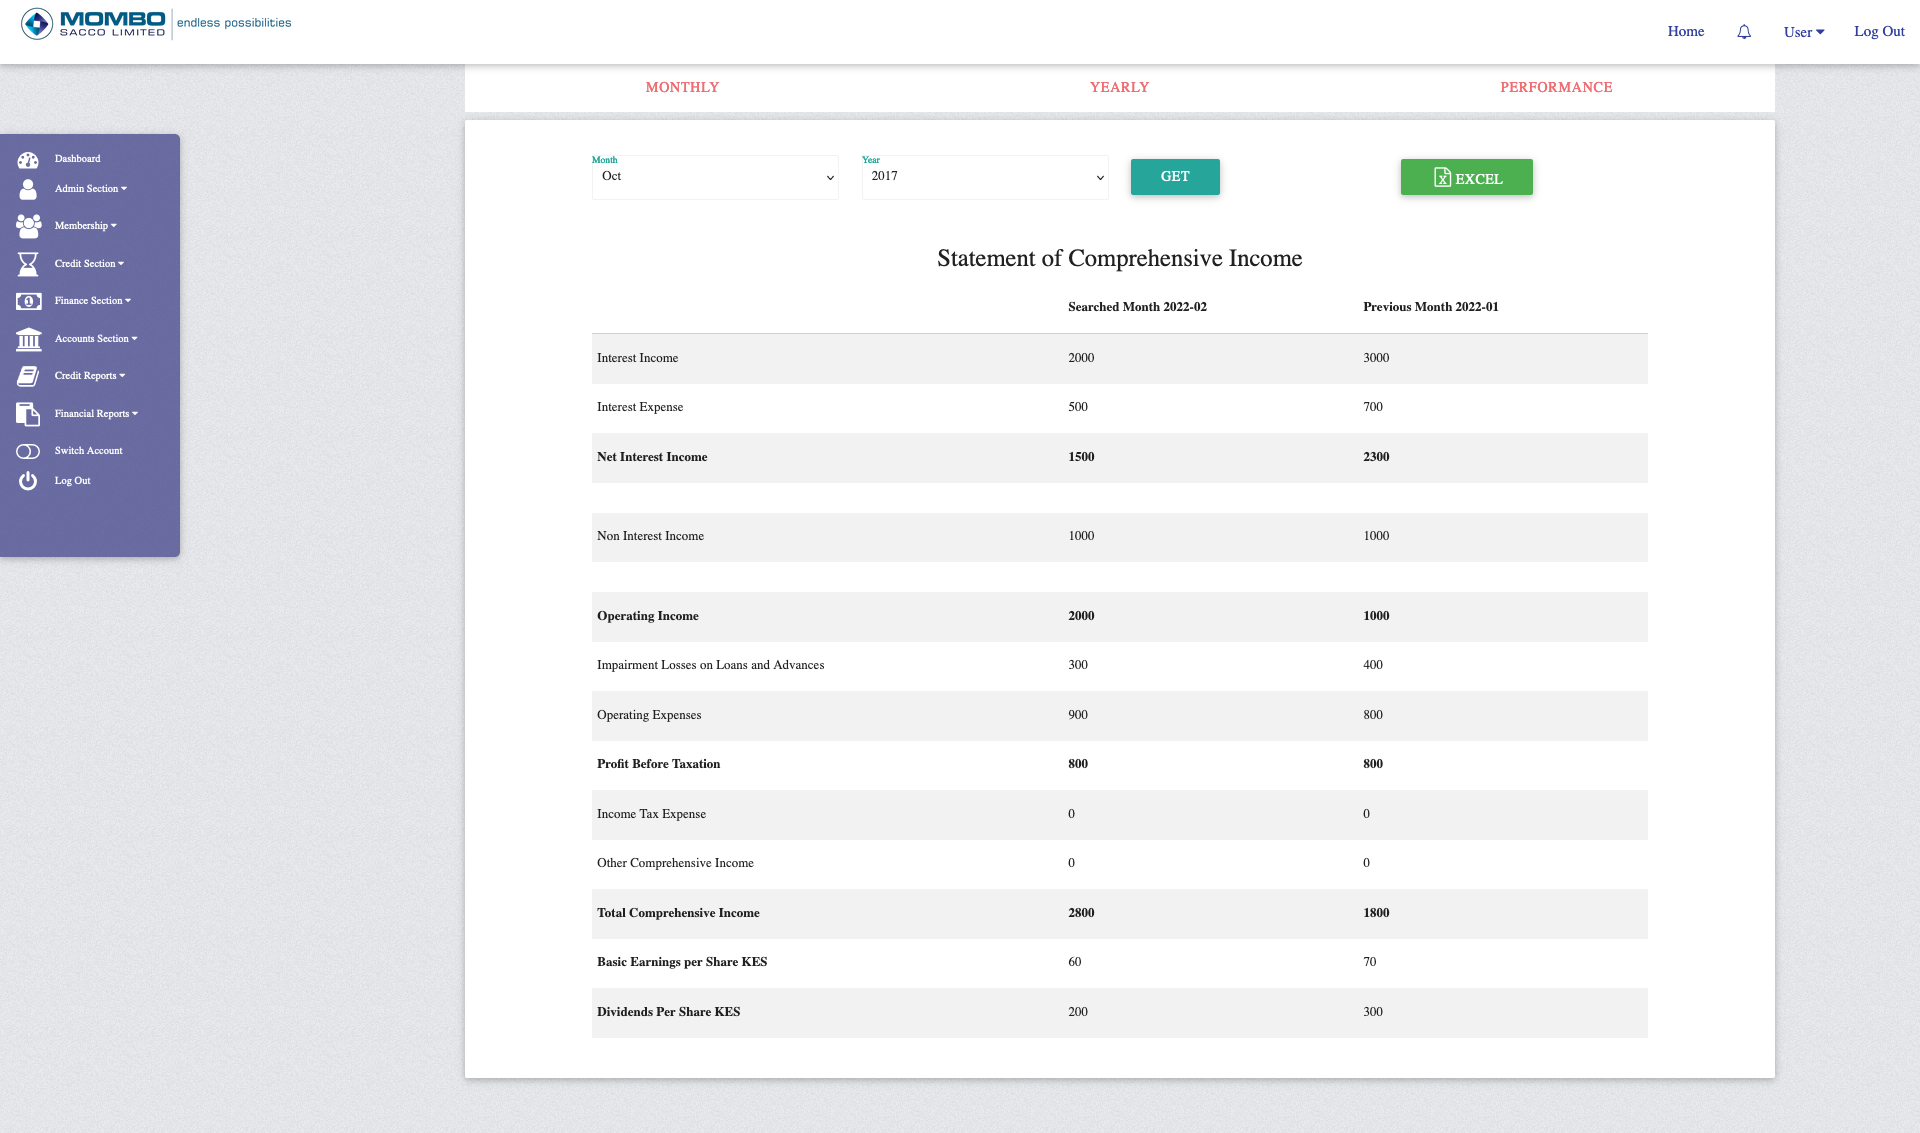 MOMBO
SACCO LIMITED
endless possibilities
Home
User
Log Out
MONTHLY YEARLY PERFORMANCE
Dashboard
Admin Section
Membership
Credit Section
Finance Section
Accounts Section
Credit Reports
Financial Reports
Switch Account
Log Out
Month
Oct
Year
2017
GET
EXCEL
Statement of Comprehensive Income
Searched Month 2022-02 Previous Month 2022-01
Interest Income 2000 3000
Interest Expense 500 700
Net Interest Income 1500 2300
Non Interest Income 1000 1000
Operating Income 2000 1000
Impairment Losses on Loans and Advances 300 400
Operating Expenses 900 800
Profit Before Taxation 800 800
Income Tax Expense 0 0
Other Comprehensive Income 0 0
Total Comprehensive Income 2800 1800
Basic Earnings per Share KES 60 70
Dividends Per Share KES 200 300